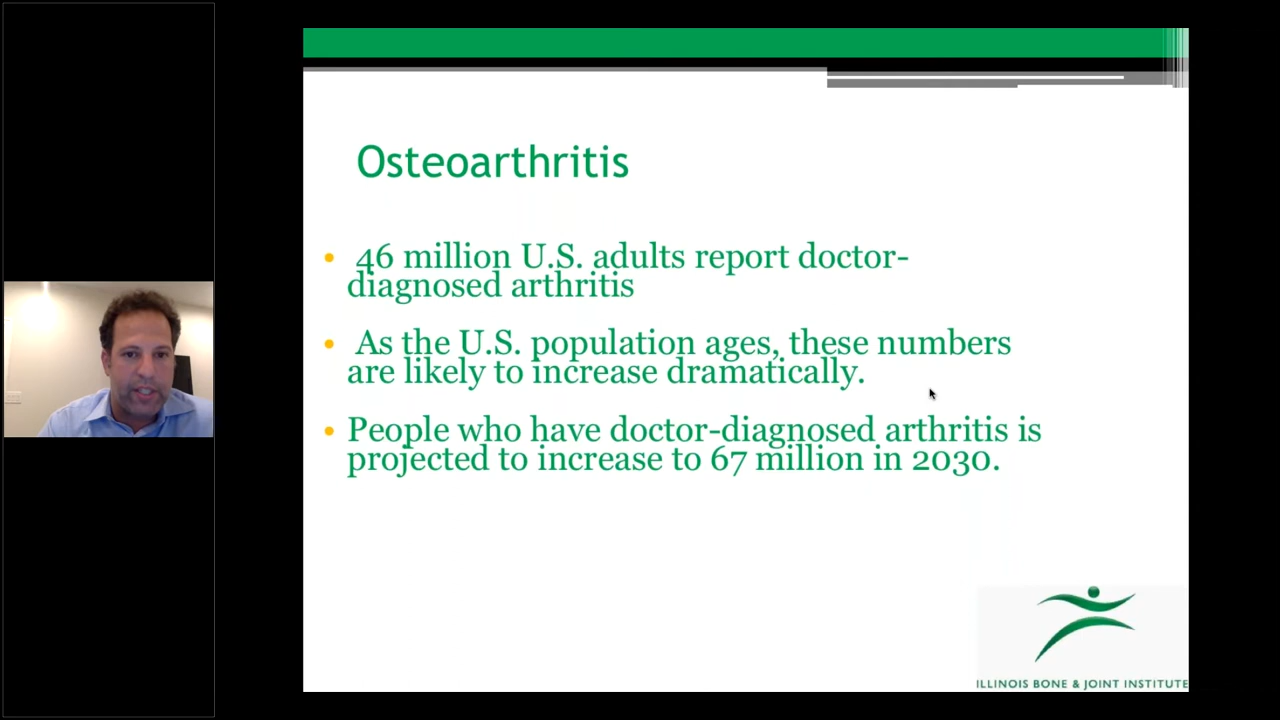 Osteoarthritis
• 46 million U.S. adults report doctor-
diagnosed arthritis
• As the U.S. population ages, these numbers
are likely to increase dramatically.
• People who have doctor-diagnosed arthritis is
projected to increase to 67 million in 2030.
ILLINOIS BONE & JOINT INSTITUTE